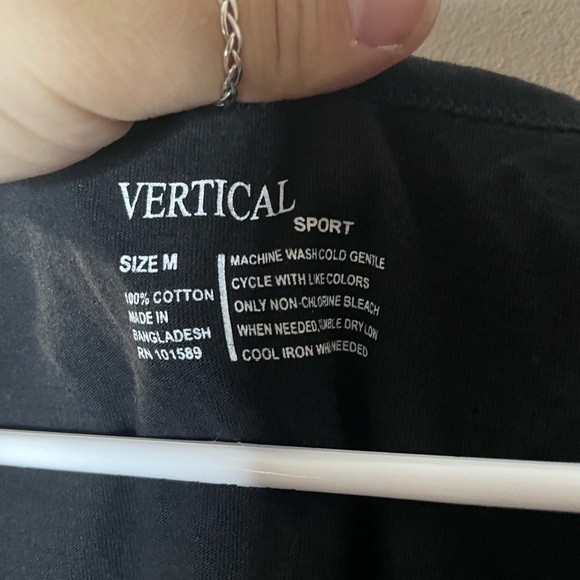 VERTICAL
SPORT
SIZE M
100% COTTON
MADE IN
BANGLADESH
RN 101589
MACHINE WASH COLD GENTLE
CYCLE WITH LIKE COLORS
ONLY NON-CHLORINE BLEACH
WHEN NEEDED, TUMBLE DRY LOW
COOL IRON WHEN NEEDED